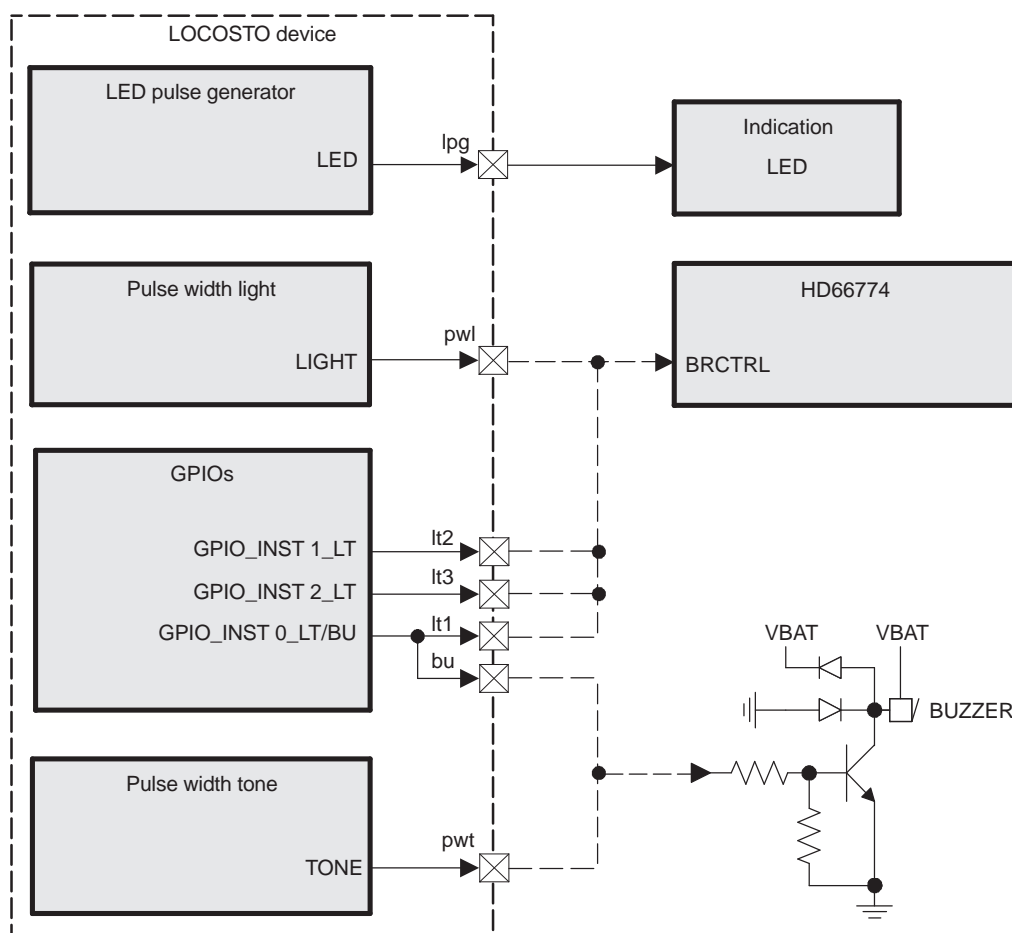 LOCOSTO device
LED pulse generator
lpg
LED
Indication
LED
Pulse width light
pwl
LIGHT
HD66774
BRCTRL
GPIOs
lt2
GPIO_INST 1_LT
lt3
GPIO_INST 2_LT
lt1
GPIO_INST 0_LT/BU
bu
VBAT
VBAT
BUZZER
Pulse width tone
pwt
TONE